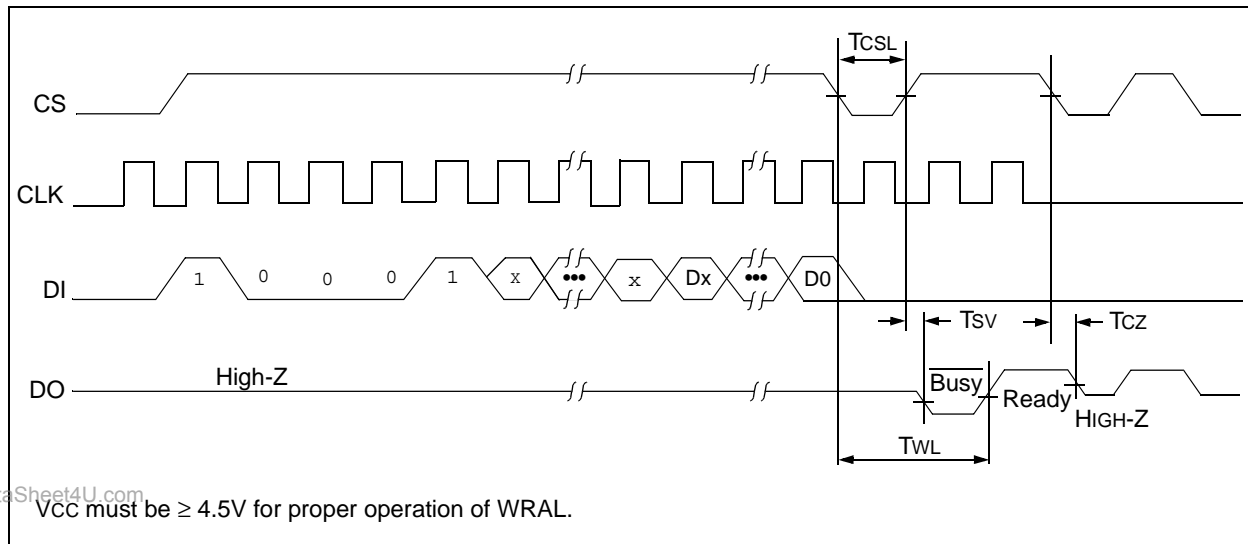 TCSL
CS
CLK
DI 1 0 0 0 1 x ••• x Dx ••• D0
TSV TCZ
DO High-Z Busy Ready HIGH-Z
TWL
aSheet4U.com
VCC must be ≥ 4.5V for proper operation of WRAL.